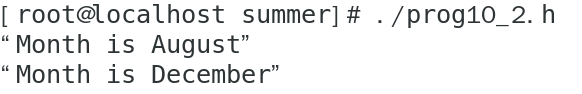 [root@localhost summer]# ./prog10_2.h
“Month is August”
“Month is December”